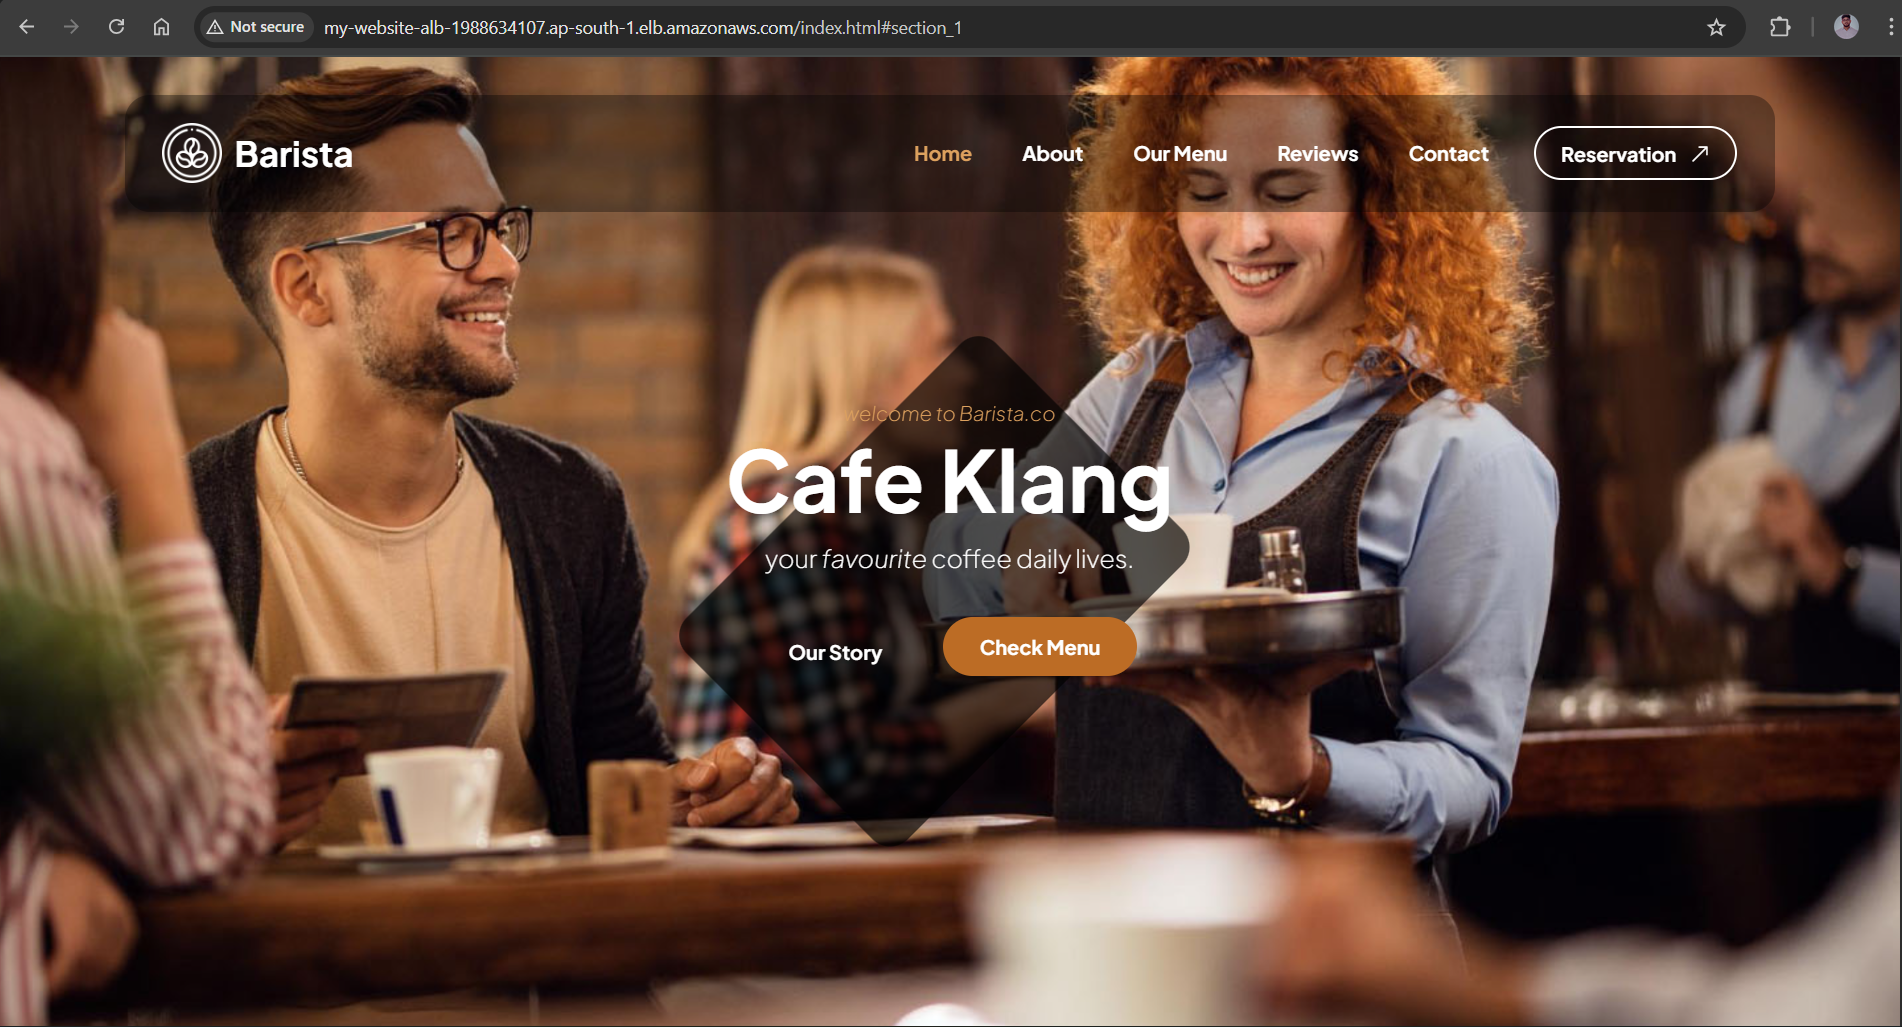 Not secure
my-website-alb-1988634107.ap-south-1.elb.amazonaws.com/index.html#section_1
Barista
Home
About
Our Menu
Reviews
Contact
Reservation
welcome to Barista.co
Cafe Klang
your favourite coffee daily lives.
Our Story
Check Menu